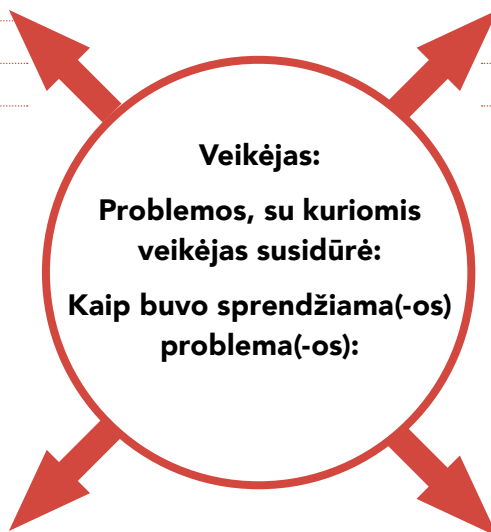 Veikėjas:
Problemos, su kuriomis
veikėjas susidūrė:
Kaip buvo sprendžiama(-os)
problema(-os):